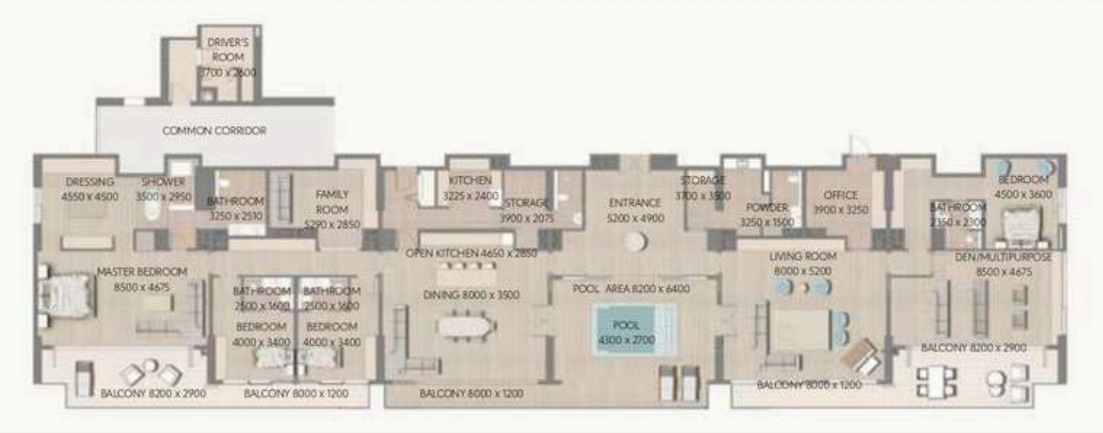 DRIVER'S
ROOM
3700 x 2600
COMMON CORRIDOR
DRESSING
4550 x 4500
SHOWER
3500 x 2950
BATHROOM
3250 x 2510
FAMILY
ROOM
5290 x 2850
KITCHEN
3225 x 2400
STORAGE
3900 x 2075
ENTRANCE
5200 x 4900
STORAGE
3700 x 3500
POWDER
3250 x 1500
OFFICE
3900 x 3250
BEDROOM
4500 x 3600
BATHROOM
2350 x 2300
OPEN KITCHEN 4650 x 2850
LIVING ROOM
8000 x 5200
DEN/MULTIPURPOSE
8500 x 4675
MASTER BEDROOM
8500 x 4675
BATHROOM
2500 x 1600
BATHROOM
2500 x 1600
DINING 8000 x 3500
POOL AREA 8200 x 6400
BEDROOM
4000 x 3400
BEDROOM
4000 x 3400
POOL
4300 x 2700
BALCONY 8200 x 2900
BALCONY 8200 x 2900
BALCONY 8000 x 1200
BALCONY 8000 x 1200
BALCONY 8000 x 1200